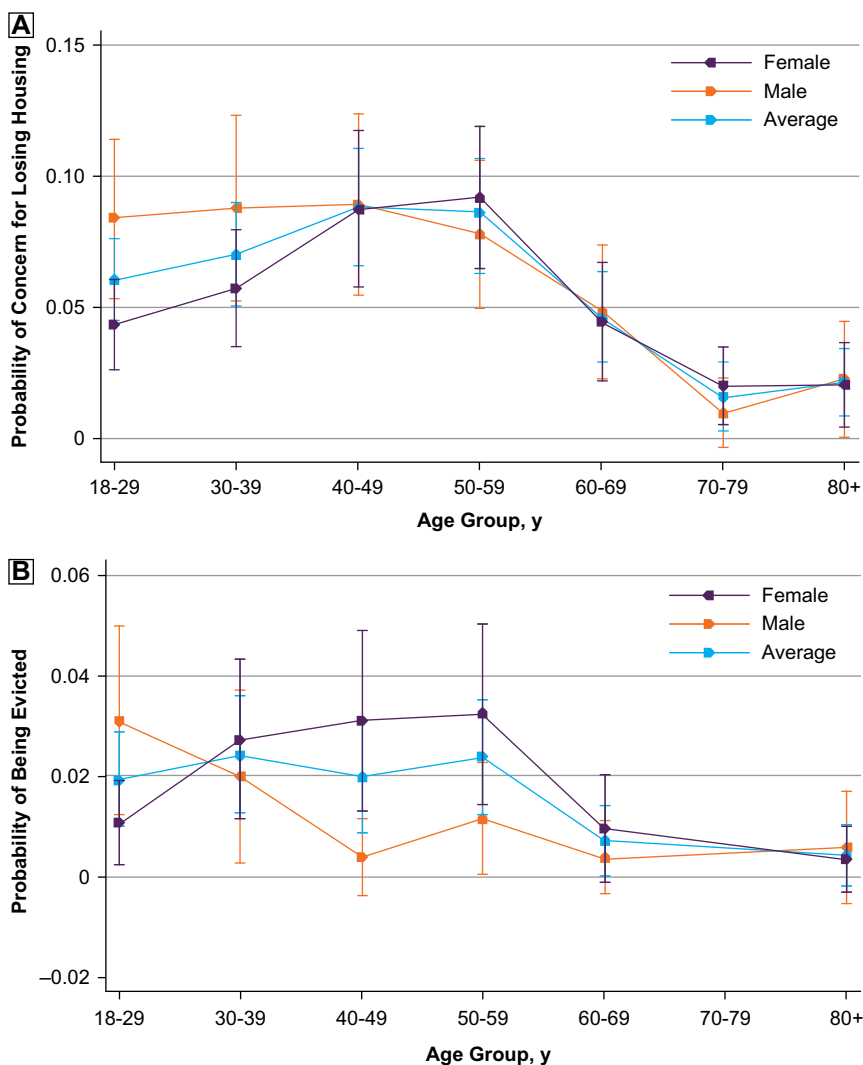 A
Probability of Concern for Losing Housing
0.15
0.10
0.05
0
Female
Male
Average
18-29 30-39 40-49 50-59 60-69 70-79 80+
Age Group, y
B
Probability of Being Evicted
0.06
0.04
0.02
0
–0.02
Female
Male
Average
18-29 30-39 40-49 50-59 60-69 70-79 80+
Age Group, y